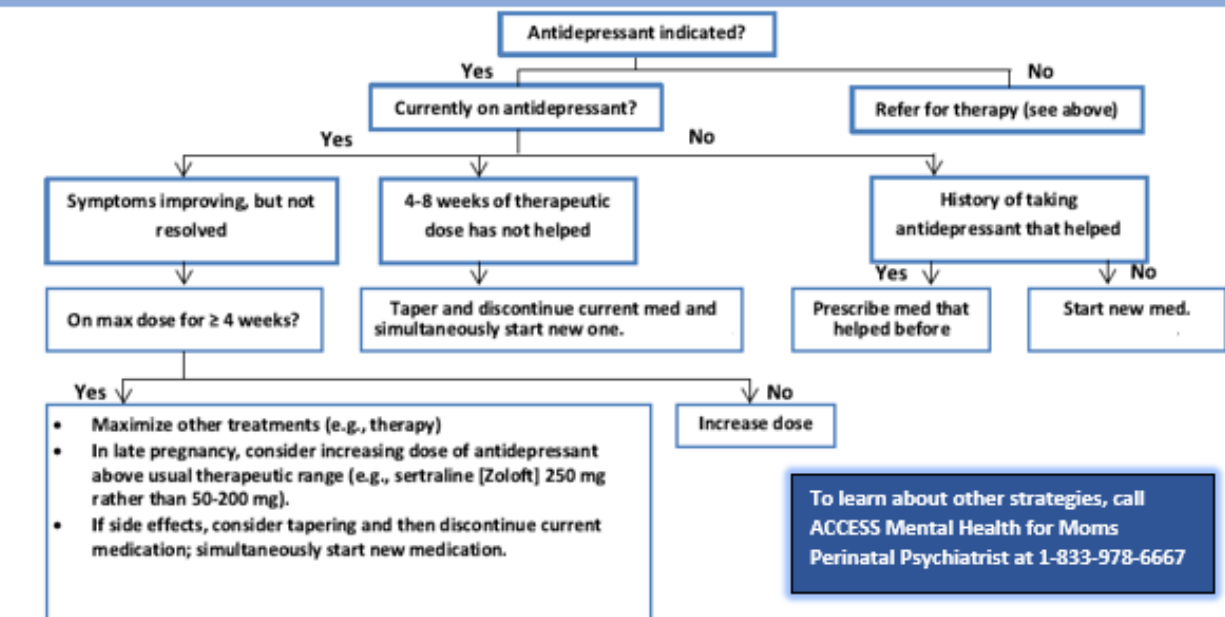 Antidepressant indicated?
Yes
No
Currently on antidepressant?
Refer for therapy (see above)
Yes
No
Symptoms improving, but not
resolved
4-8 weeks of therapeutic
dose has not helped
History of taking
antidepressant that helped
Yes
No
On max dose for ≥ 4 weeks?
Taper and discontinue current med and
simultaneously start new one.
Prescribe med that
helped before
Start new med.
Yes
No
• Maximize other treatments (e.g., therapy)
• In late pregnancy, consider increasing dose of antidepressant
above usual therapeutic range (e.g., sertraline [Zoloft] 250 mg
rather than 50-200 mg).
• If side effects, consider tapering and then discontinue current
medication; simultaneously start new medication.
Increase dose
To learn about other strategies, call
ACCESS Mental Health for Moms
Perinatal Psychiatrist at 1-833-978-6667